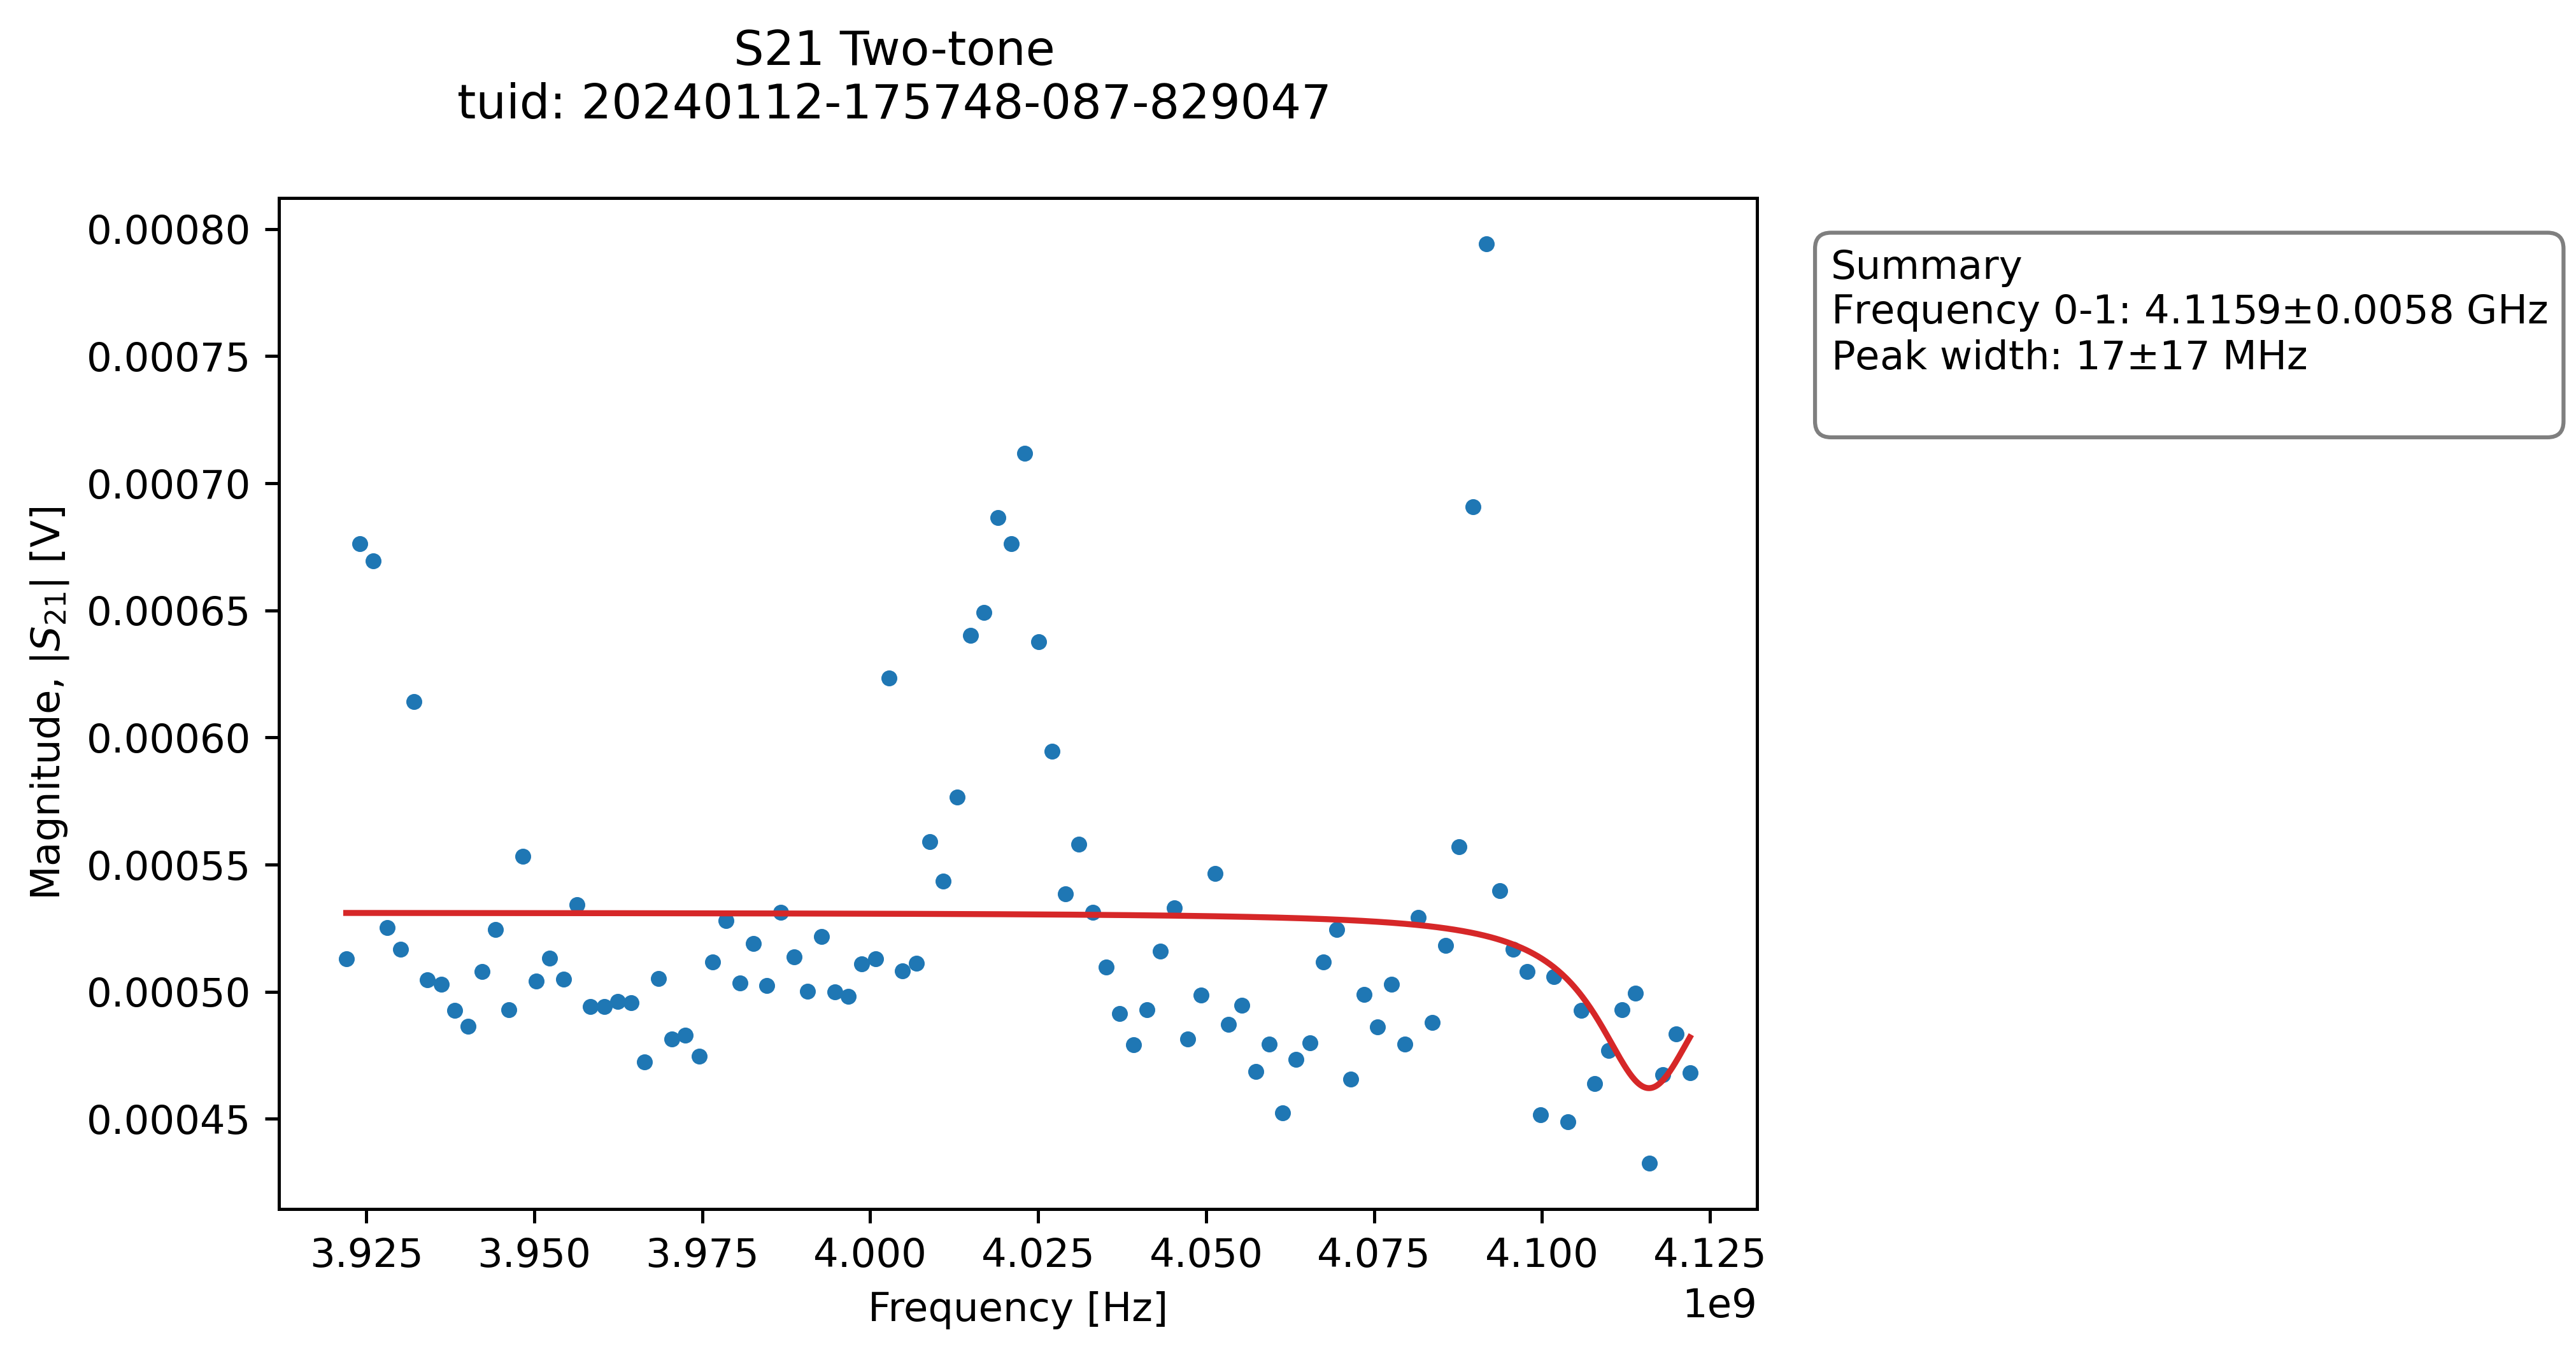 S21 Two-tone
tuid: 20240112-175748-087-829047
0.00080
0.00075
0.00070
0.00065
0.00060
0.00055
0.00050
0.00045
Magnitude, |S21| [V]
3.925 3.950 3.975 4.000 4.025 4.050 4.075 4.100 4.125
1e9
Frequency [Hz]
Summary
Frequency 0-1: 4.1159±0.0058 GHz
Peak width: 17±17 MHz